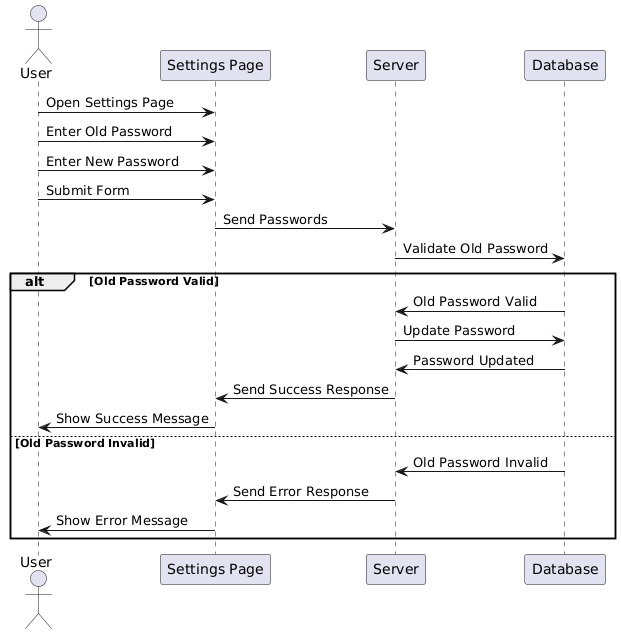 User
Settings Page
Server
Database
Open Settings Page
Enter Old Password
Enter New Password
Submit Form
Send Passwords
Validate Old Password
alt
[Old Password Valid]
Old Password Valid
Update Password
Password Updated
Send Success Response
Show Success Message
[Old Password Invalid]
Old Password Invalid
Send Error Response
Show Error Message
User
Settings Page
Server
Database